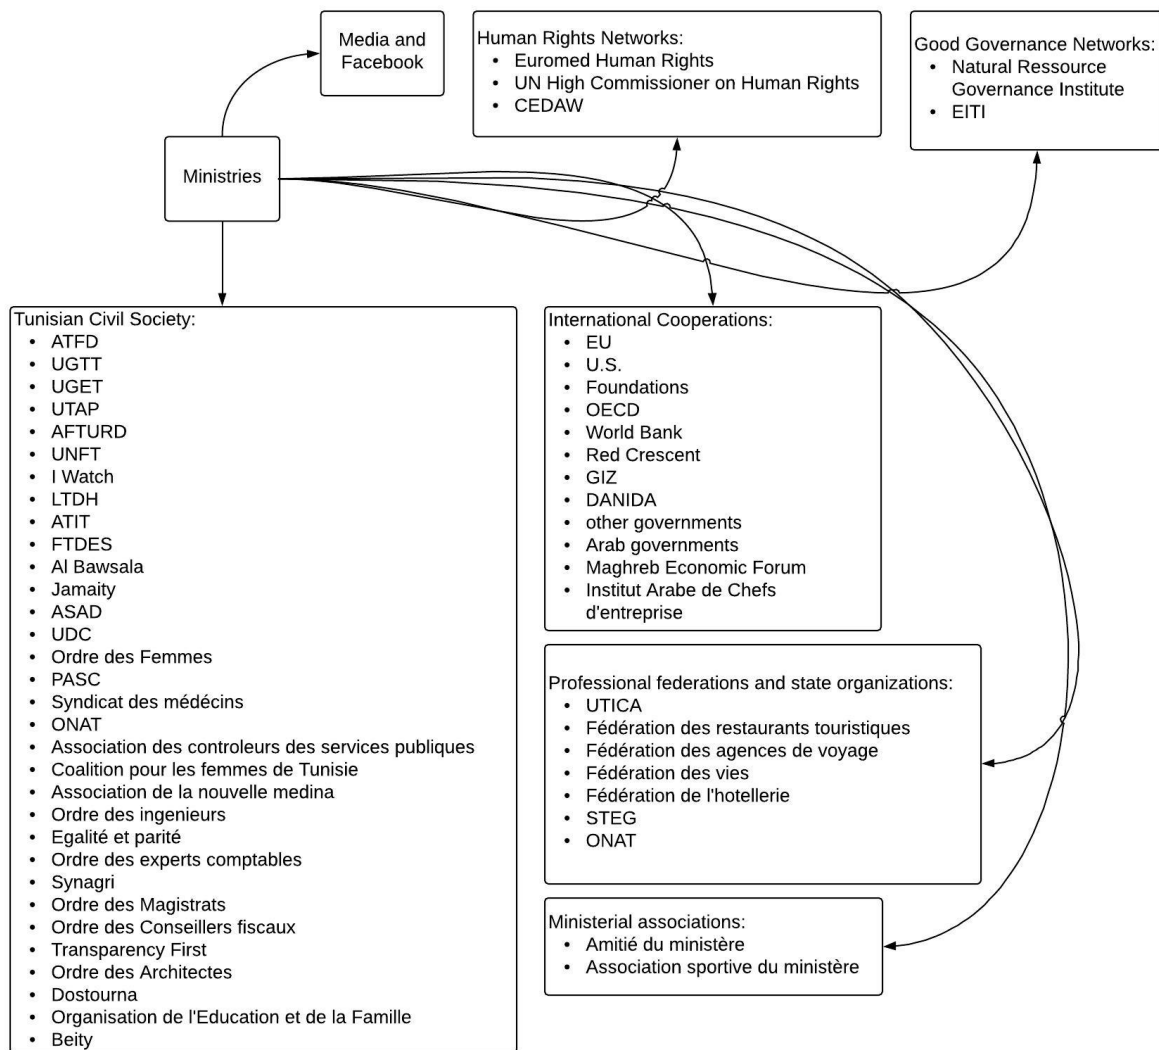 Media and
Facebook
Human Rights Networks:
• Euromed Human Rights
• UN High Commissioner on Human Rights
• CEDAW
Good Governance Networks:
• Natural Ressource
Governance Institute
• EITI
Ministries
Tunisian Civil Society:
• ATFD
• UGTT
• UGET
• UTAP
• AFTURD
• UNFT
• I Watch
• LTDH
• ATIT
• FTDES
• Al Bawsala
• Jamaity
• ASAD
• UDC
• Ordre des Femmes
• PASC
• Syndicat des médécins
• ONAT
• Association des controleurs des services publiques
• Coalition pour les femmes de Tunisie
• Association de la nouvelle medina
• Ordre des ingenieurs
• Egalité et parité
• Ordre des experts comptables
• Synagri
• Ordre des Magistrats
• Ordre des Conseillers fiscaux
• Transparency First
• Ordre des Architectes
• Dostourna
• Organisation de l'Education et de la Famille
• Beity
International Cooperations:
• EU
• U.S.
• Foundations
• OECD
• World Bank
• Red Crescent
• GIZ
• DANIDA
• other governments
• Arab governments
• Maghreb Economic Forum
• Institut Arabe de Chefs
d'entreprise
Professional federations and state organizations:
• UTICA
• Fédération des restaurants touristiques
• Fédération des agences de voyage
• Fédération des vies
• Fédération de l'hotellerie
• STEG
• ONAT
Ministerial associations:
• Amitié du ministère
• Association sportive du ministère